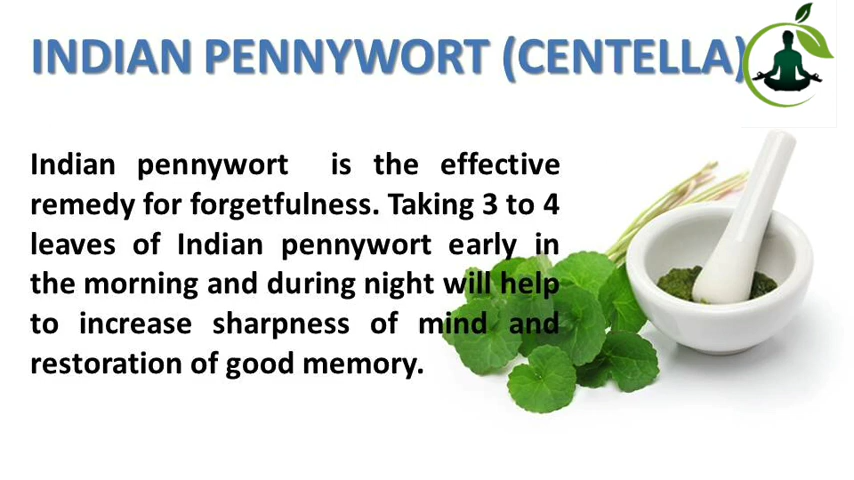 INDIAN PENNYWORT (CENTELLA)
Indian pennywort is the effective
remedy for forgetfulness. Taking 3 to 4
leaves of Indian pennywort early in
the morning and during night will help
to increase sharpness of mind and
restoration of good memory.